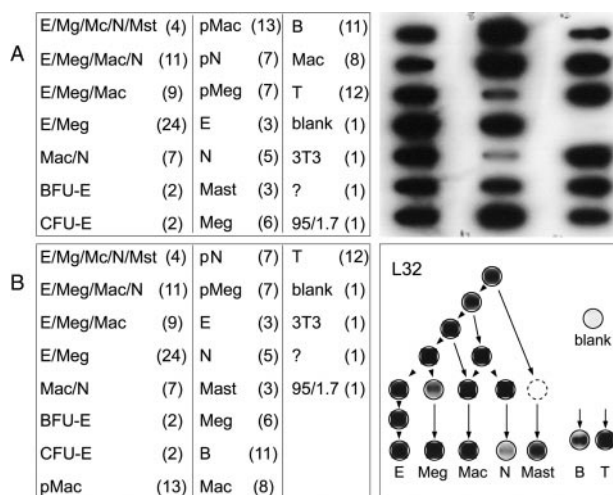 A
E/Mg/Mc/N/Mst (4) pMac (13) B (11)
E/Meg/Mac/N (11) pN (7) Mac (8)
E/Meg/Mac (9) pMeg (7) T (12)
E/Meg (24) E (3) blank (1)
Mac/N (7) N (5) 3T3 (1)
BFU-E (2) Mast (3) ? (1)
CFU-E (2) Meg (6) 95/1.7 (1)
B
E/Mg/Mc/N/Mst (4) pN (7) T (12)
E/Meg/Mac/N (11) pMeg (7) blank (1)
E/Meg/Mac (9) E (3) 3T3 (1)
E/Meg (24) N (5) ? (1)
Mac/N (7) Mast (3) 95/1.7 (1)
BFU-E (2) Meg (6)
CFU-E (2) B (11)
pMac (13) Mac (8)
L32
blank
E Meg Mac N Mast B T